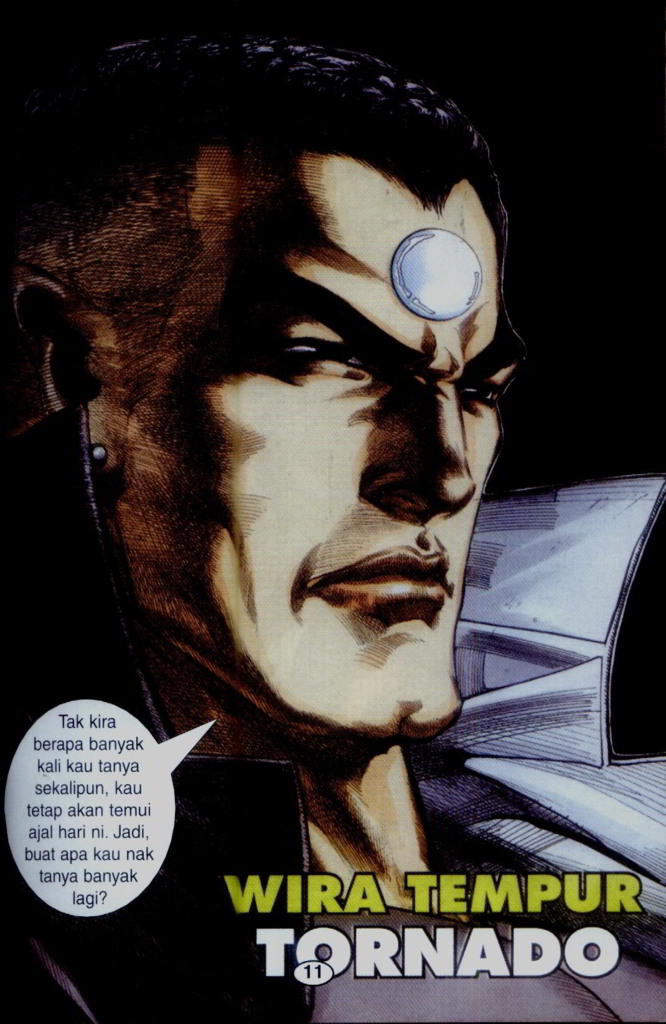 Tak kira
berapa banyak
kali kau tanya
sekalipun, kau
tetap akan temui
ajal hari ni. Jadi,
buat apa kau nak
tanya banyak
lagi?
WIRA TEMPUR
TORNADO
11